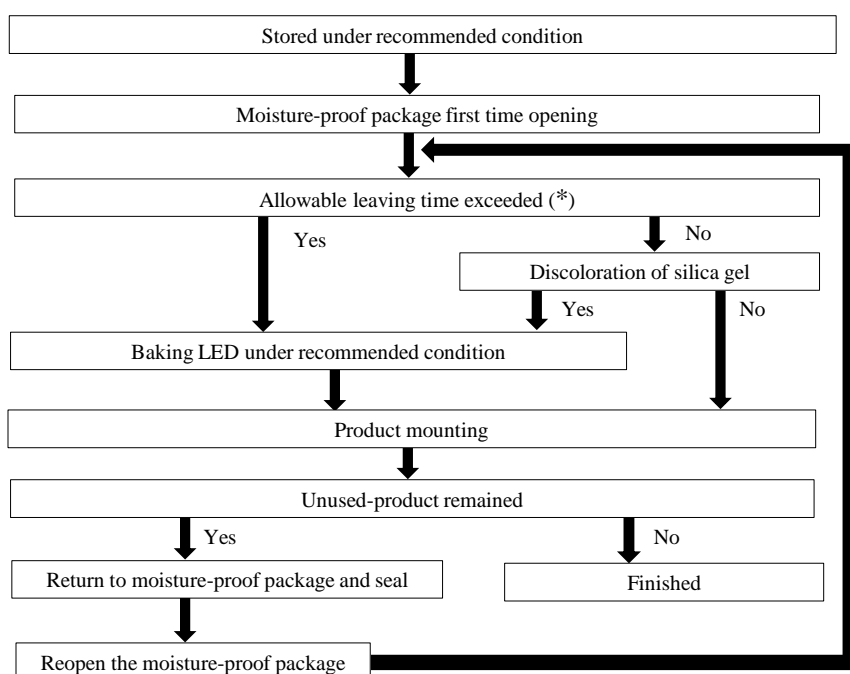 Stored under recommended condition
Moisture-proof package first time opening
Allowable leaving time exceeded (*)
Yes
No
Discoloration of silica gel
Yes
No
Baking LED under recommended condition
Product mounting
Unused-product remained
Yes
No
Return to moisture-proof package and seal
Finished
Reopen the moisture-proof package